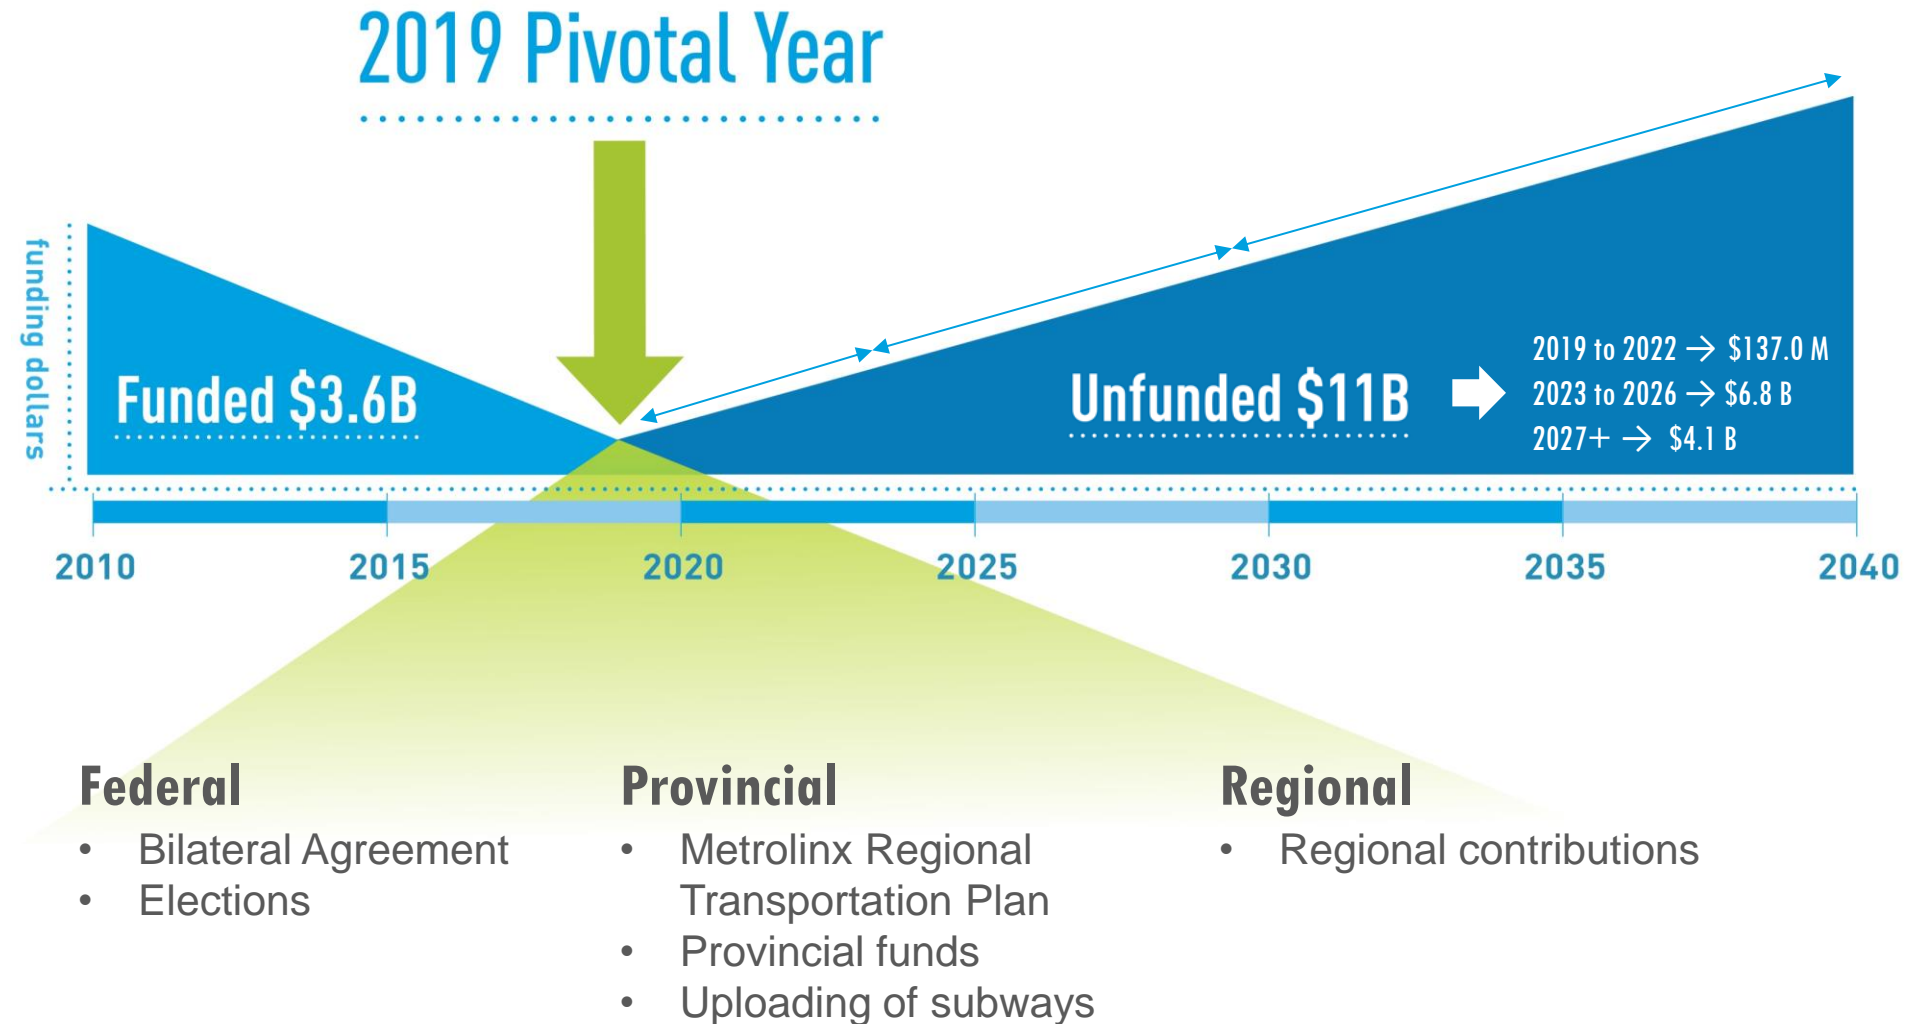 2019 Pivotal Year
funding dollars
Funded $3.6B
Unfunded $11B
2019 to 2022 → $137.0 M
2023 to 2026 → $6.8 B
2027+ → $4.1 B
2010 2015 2020 2025 2030 2035 2040
Federal
• Bilateral Agreement
• Elections
Provincial
• Metrolinx Regional
Transportation Plan
• Provincial funds
• Uploading of subways
Regional
• Regional contributions